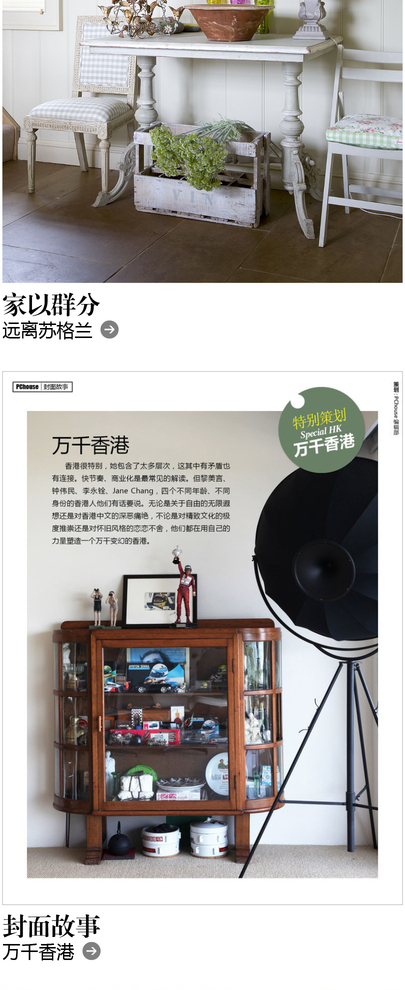 家以群分
远离苏格兰
PChouse 封面故事
策划：PChouse 编辑部
特别策划
Special HK
万千香港
万千香港
香港很特别，她包含了太多层次，这其中有矛盾也
有连接。快节奏、商业化是最常见的解读。但黎美言、
钟伟民、李永铨、Jane Chang，四个不同年龄、不同
身份的香港人他们有话要说。无论是关于自由的无限遐
想还是对香港中文的深恶痛绝，不论是对精致文化的极
度推崇还是对怀旧风格的恋恋不舍，他们都在用自己的
力量塑造一个万千变幻的香港。
封面故事
万千香港